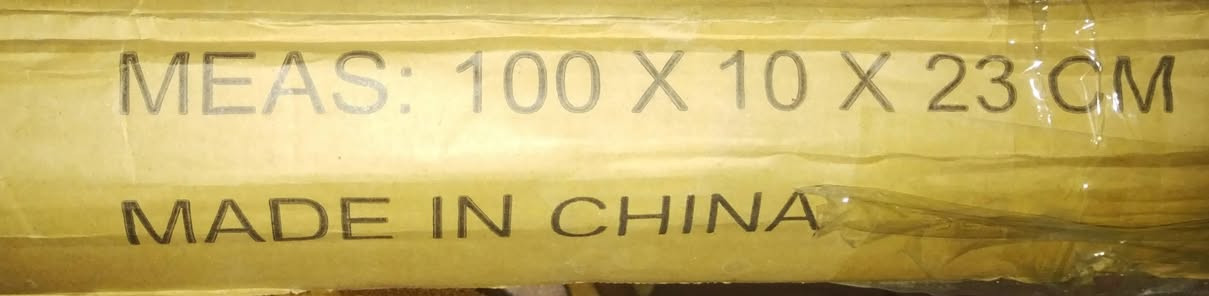 MEAS: 100 X 10 X 23 CM
MADE IN CHINA